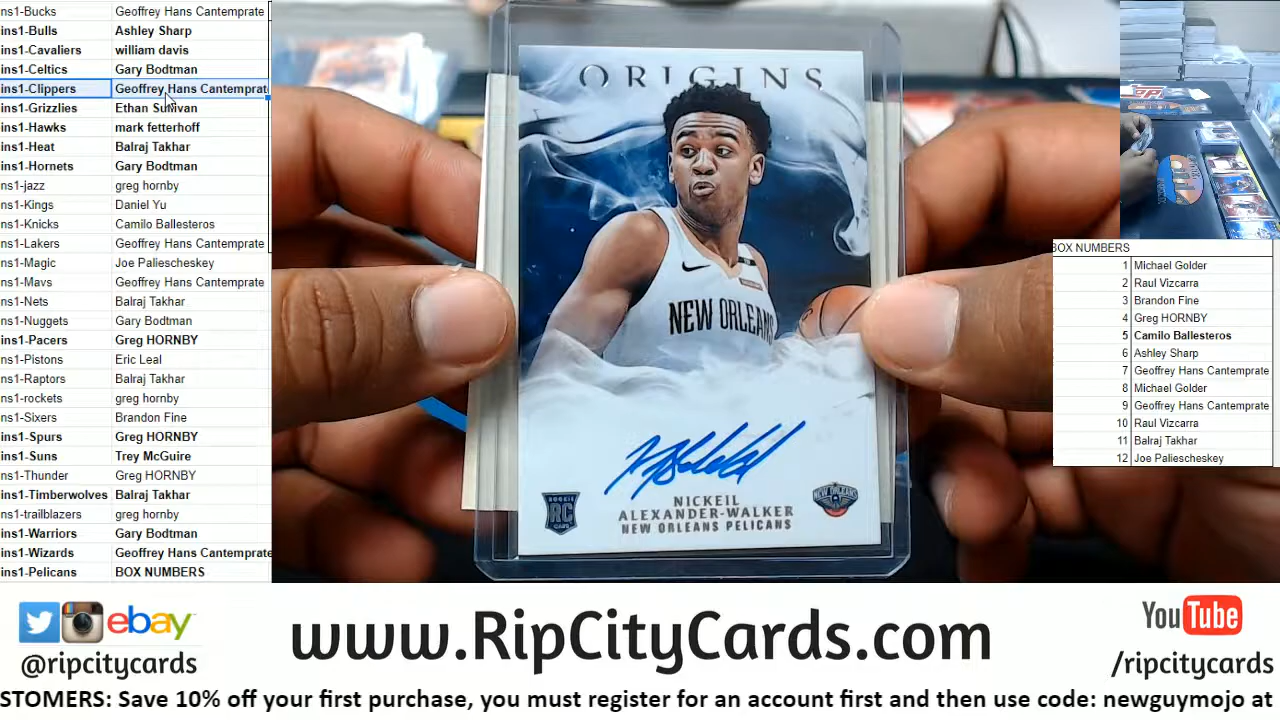 ns1-Bucks Geoffrey Hans Cantemprate
ins1-Bulls Ashley Sharp
ins1-Cavaliers william davis
ins1-Celtics Gary Bodtman
ins1-Clippers Geoffrey Hans Cantemprat
ins1-Grizzlies Ethan Sullivan
ins1-Hawks mark fetterhoff
ins1-Heat Balraj Takhar
ins1-Hornets Gary Bodtman
ns1-jazz greg hornby
ns1-Kings Daniel Yu
ns1-Knicks Camilo Ballesteros
ns1-Lakers Geoffrey Hans Cantemprate
ns1-Magic Joe Paliescheskey
ns1-Mavs Geoffrey Hans Cantemprate
ns1-Nets Balraj Takhar
ns1-Nuggets Gary Bodtman
ins1-Pacers Greg HORNBY
ns1-Pistons Eric Leal
ns1-Raptors Balraj Takhar
ns1-rockets greg hornby
ns1-Sixers Brandon Fine
ins1-Spurs Greg HORNBY
ins1-Suns Trey McGuire
ns1-Thunder Greg HORNBY
ins1-Timberwolves Balraj Takhar
ns1-trailblazers greg hornby
ins1-Warriors Gary Bodtman
ins1-Wizards Geoffrey Hans Cantemprate
ins1-Pelicans BOX NUMBERS
ORIGINS
NEW ORLEANS
NICKEIL
ALEXANDER-WALKER
NEW ORLEANS PELICANS
ROOKIE
RC
CARD
NEW ORLEANS
BOX NUMBERS
1 Michael Golder
2 Raul Vizcarra
3 Brandon Fine
4 Greg HORNBY
5 Camilo Ballesteros
6 Ashley Sharp
7 Geoffrey Hans Cantemprate
8 Michael Golder
9 Geoffrey Hans Cantemprate
10 Raul Vizcarra
11 Balraj Takhar
12 Joe Paliescheskey
ebay
@ripcitycards
www.RipCityCards.com
YouTube
/ripcitycards
STOMERS: Save 10% off your first purchase, you must register for an account first and then use code: newguymojo at